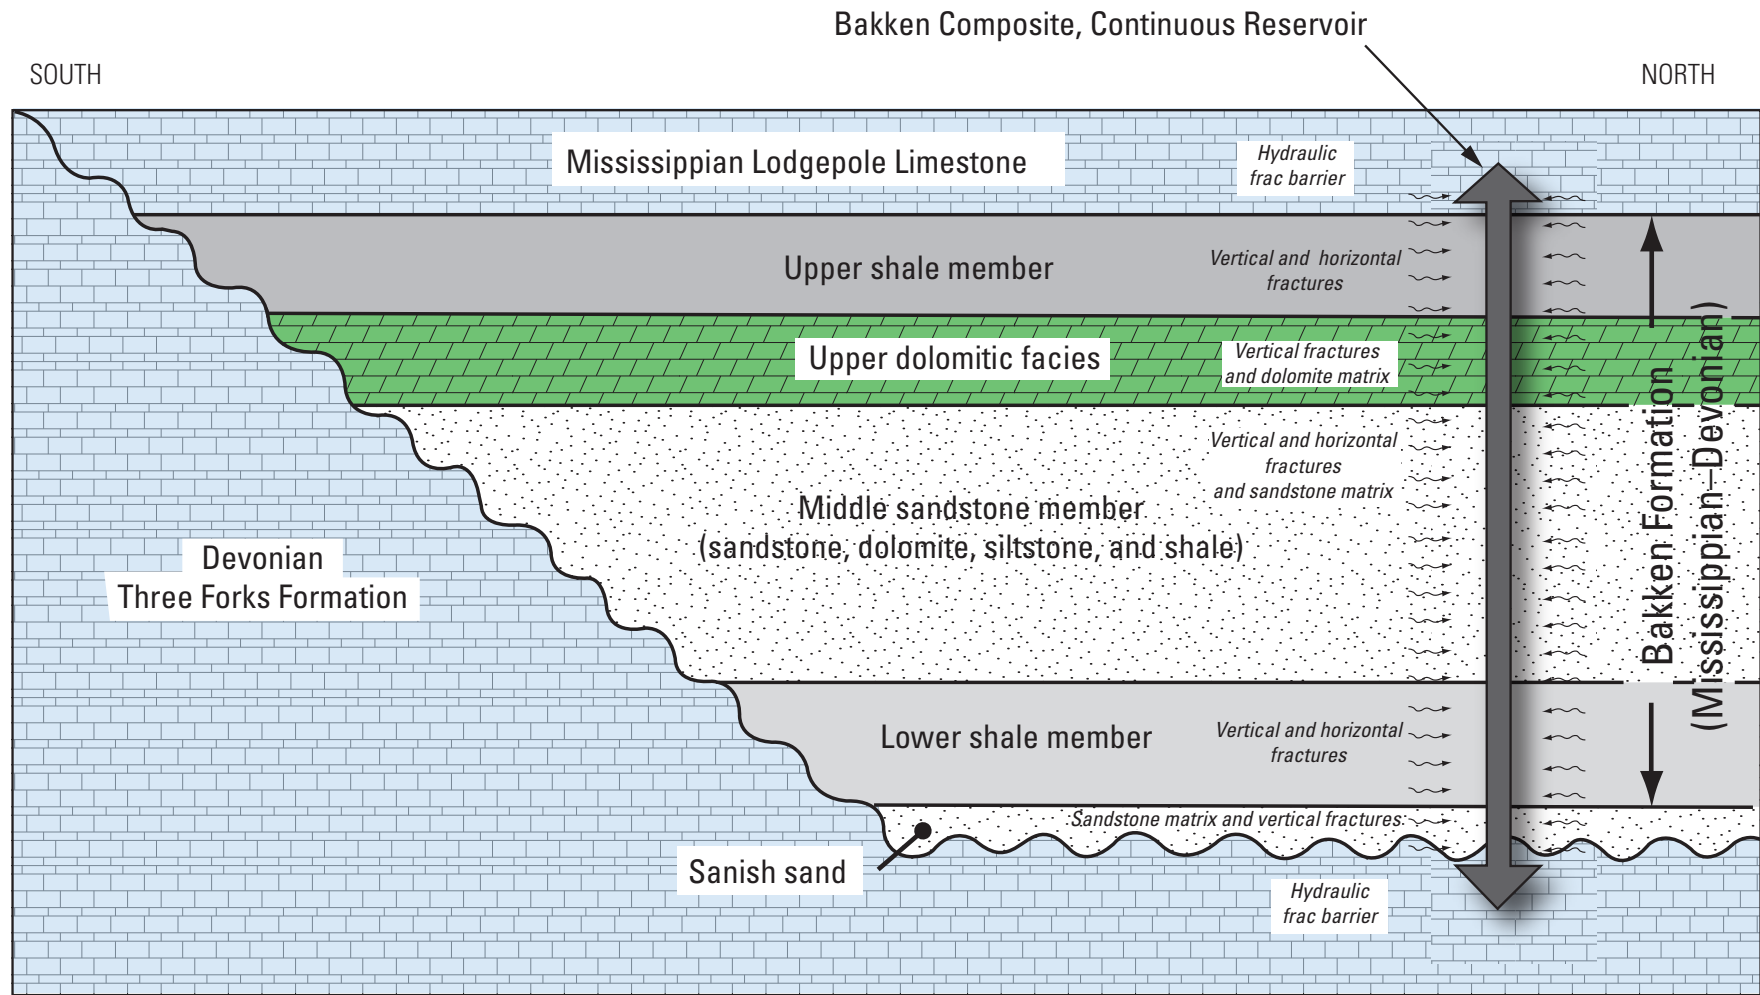 Bakken Composite, Continuous Reservoir
SOUTH
NORTH
Mississippian Lodgepole Limestone
Hydraulic
frac barrier
Upper shale member
Vertical and horizontal
fractures
Upper dolomitic facies
Vertical fractures
and dolomite matrix
Vertical and horizontal
fractures
and sandstone matrix
Middle sandstone member
(sandstone, dolomite, siltstone, and shale)
Bakken Formation
(Mississippian–Devonian)
Devonian
Three Forks Formation
Lower shale member
Vertical and horizontal
fractures
Sandstone matrix and vertical fractures
Sanish sand
Hydraulic
frac barrier